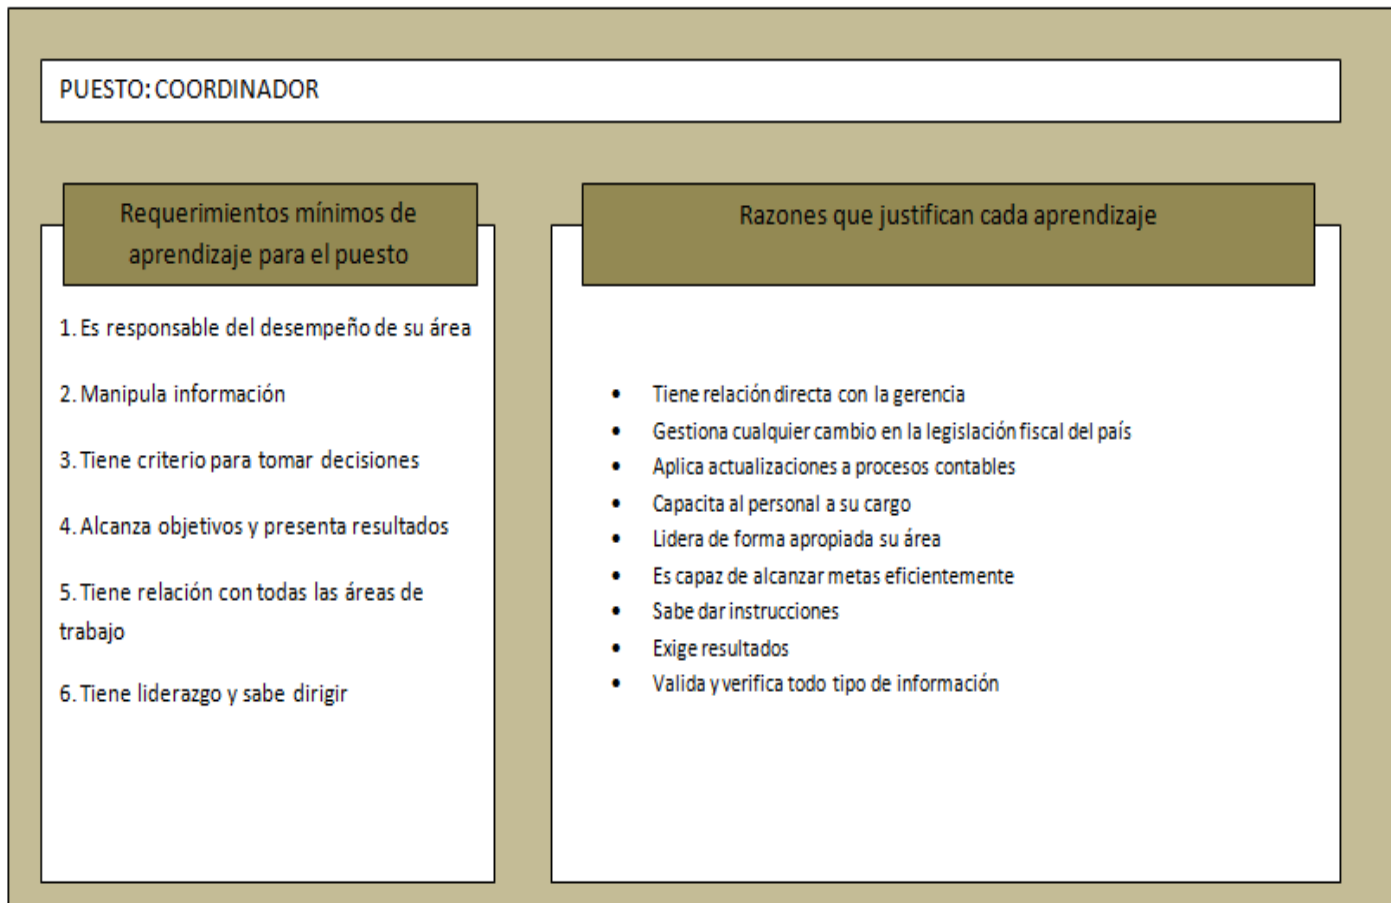 PUESTO: COORDINADOR
Requerimientos mínimos de
aprendizaje para el puesto
1. Es responsable del desempeño de su área
2. Manipula información
3. Tiene criterio para tomar decisiones
4. Alcanza objetivos y presenta resultados
5. Tiene relación con todas las áreas de
trabajo
6. Tiene liderazgo y sabe dirigir
Razones que justifican cada aprendizaje
• Tiene relación directa con la gerencia
• Gestiona cualquier cambio en la legislación fiscal del país
• Aplica actualizaciones a procesos contables
• Capacita al personal a su cargo
• Lidera de forma apropiada su área
• Es capaz de alcanzar metas eficientemente
• Sabe dar instrucciones
• Exige resultados
• Valida y verifica todo tipo de información